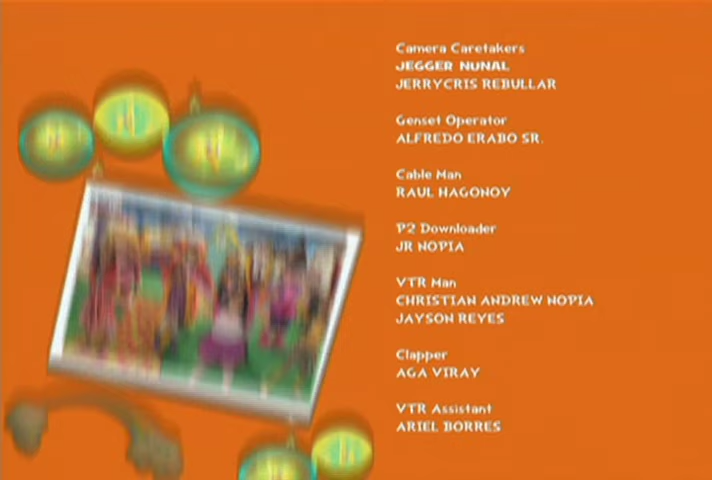 Camera Caretakers
JEGGER NUNAL
JERRYCRIS REBULLAR
Genset Operator
ALFREDO ERABO SR.
Cable Man
RAUL HAGONOY
P2 Downloader
JR NOPIA
VTR Man
CHRISTIAN ANDREW NOPIA
JAYSON REYES
Clapper
AGA VIRAY
VTR Assistant
ARIEL BORRES